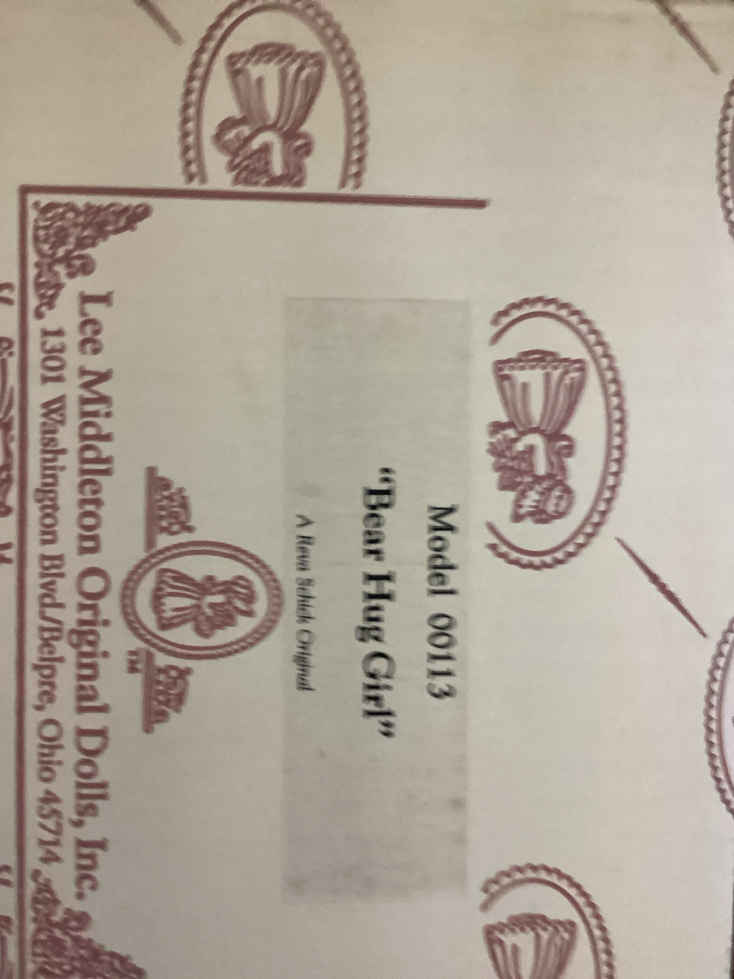 Model 00113
“Bear Hug Girl”
A Reva Schick Original
TM
Lee Middleton Original Dolls, Inc.
1301 Washington Blvd./Belpre, Ohio 45714